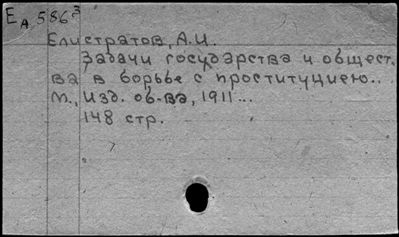 Е А 586³
Елистратов, А.И.
Задачи государства и общест.
ва в борьбе с проституцией..
М., Изд. об-ва, 1911...
148 стр.